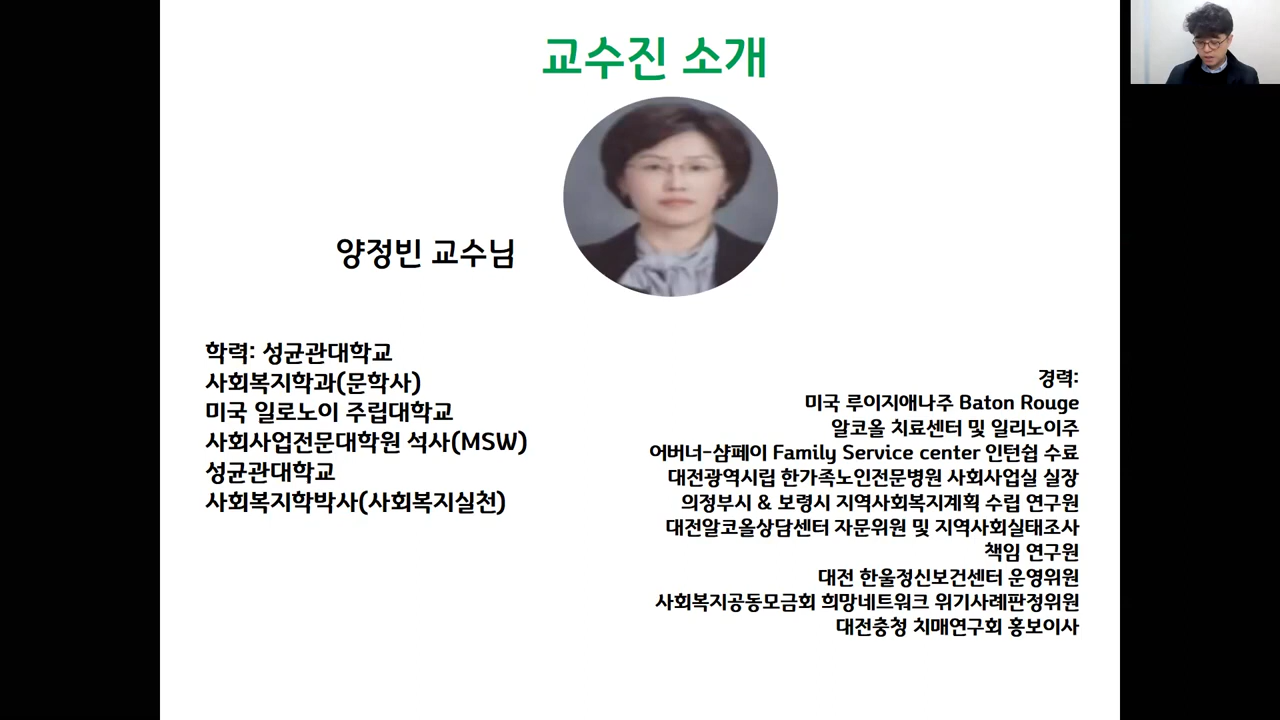 교수진 소개
양정빈 교수님
학력: 성균관대학교
사회복지학과(문학사)
미국 일로노이 주립대학교
사회사업전문대학원 석사(MSW)
성균관대학교
사회복지학박사(사회복지실천)
경력:
미국 루이지애나주 Baton Rouge
알코올 치료센터 및 일리노이주
어버너-샴페이 Family Service center 인턴쉽 수료
대전광역시립 한가족노인전문병원 사회사업실 실장
의정부시 & 보령시 지역사회복지계획 수립 연구원
대전알코올상담센터 자문위원 및 지역사회실태조사
책임 연구원
대전 한울정신보건센터 운영위원
사회복지공동모금회 희망네트워크 위기사례판정위원
대전충청 치매연구회 홍보이사